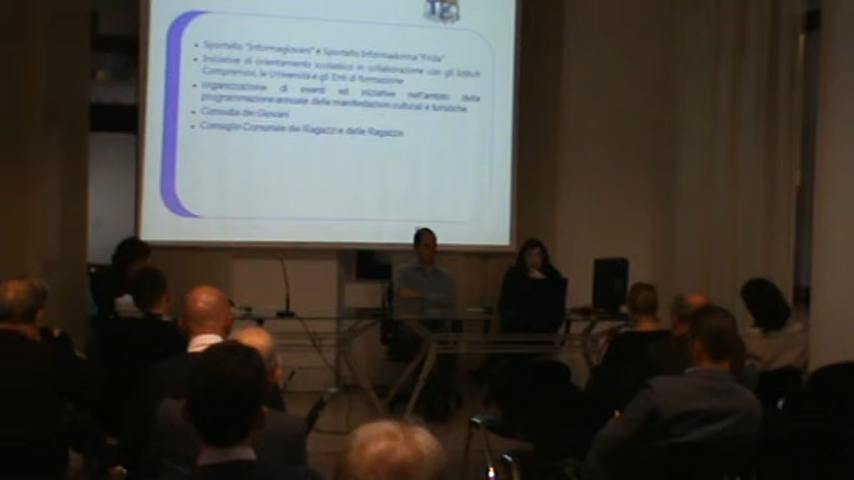 • Sportello "Informagiovani" e Sportello Informadonna "Frida"
• Iniziative di orientamento scolastico in collaborazione con gli Istituti
Comprensivi, le Università e gli Enti di formazione
• organizzazione di eventi ed iniziative nell'ambito della
programmazione annuale delle manifestazioni culturali e turistiche
• Consulta dei Giovani
• Consiglio Comunale dei Ragazzi e delle Ragazze